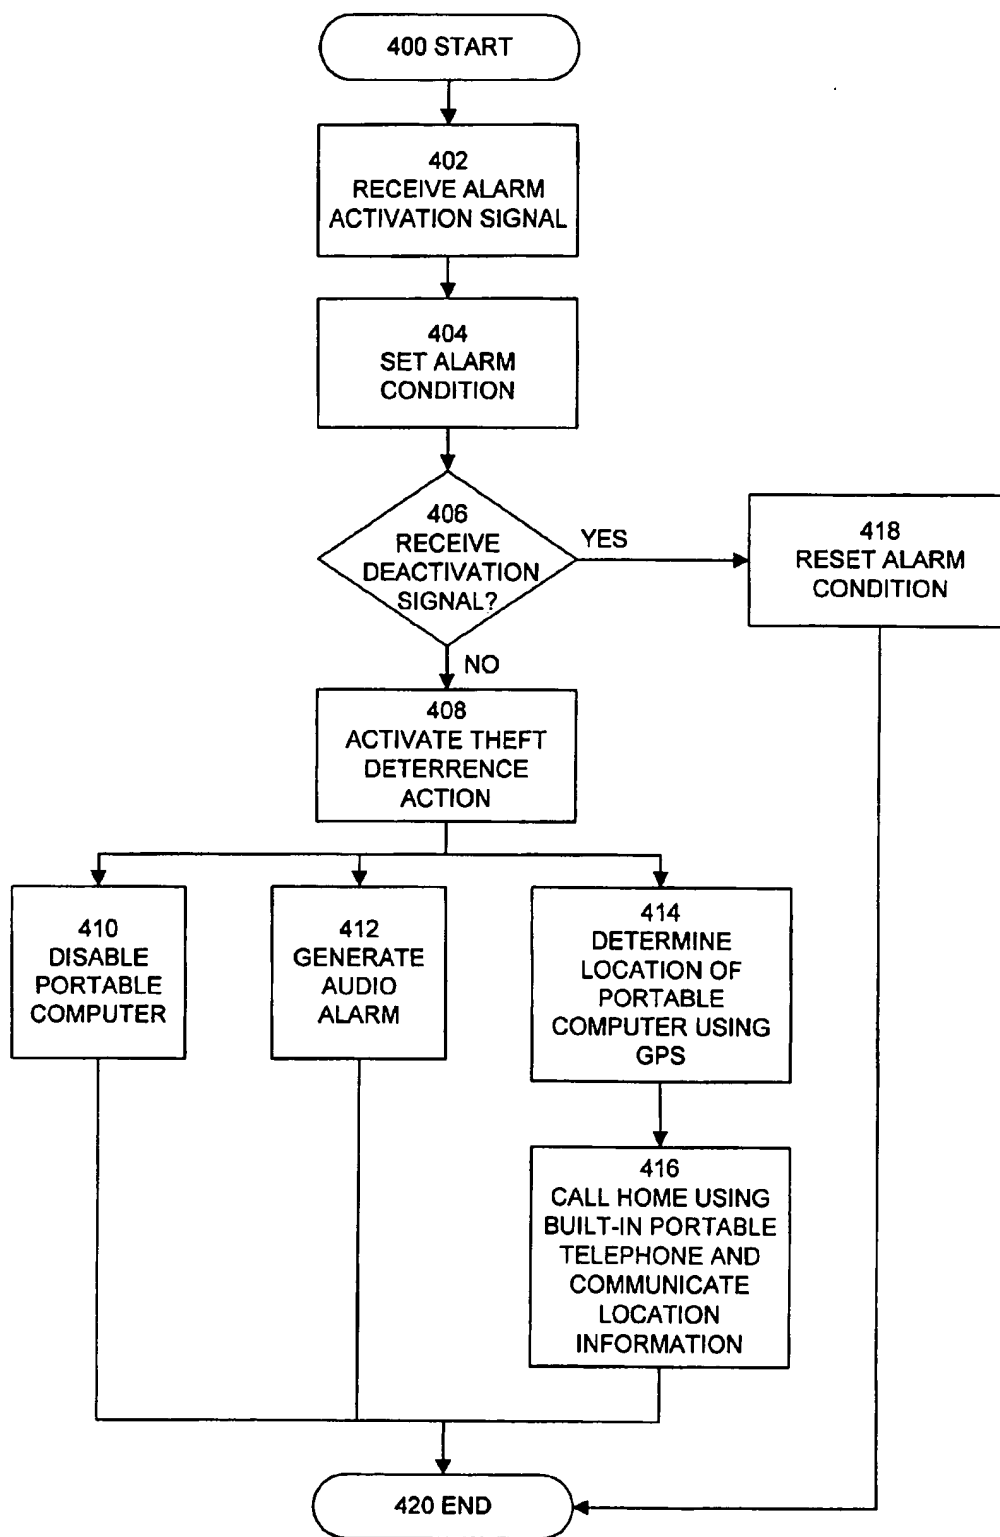 400 START
402
RECEIVE ALARM
ACTIVATION SIGNAL
404
SET ALARM
CONDITION
406
RECEIVE
DEACTIVATION
SIGNAL?
YES
418
RESET ALARM
CONDITION
NO
408
ACTIVATE THEFT
DETERRENCE
ACTION
410
DISABLE
PORTABLE
COMPUTER
412
GENERATE
AUDIO
ALARM
414
DETERMINE
LOCATION OF
PORTABLE
COMPUTER USING
GPS
416
CALL HOME USING
BUILT-IN PORTABLE
TELEPHONE AND
COMMUNICATE
LOCATION
INFORMATION
420 END